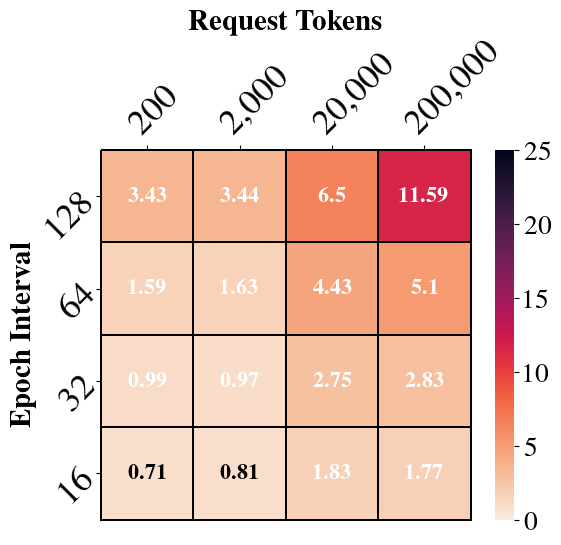 Request Tokens
200 2,000 20,000 200,000
Epoch Interval
128 3.43 3.44 6.5 11.59
64 1.59 1.63 4.43 5.1
32 0.99 0.97 2.75 2.83
16 0.71 0.81 1.83 1.77
25
20
15
10
5
0